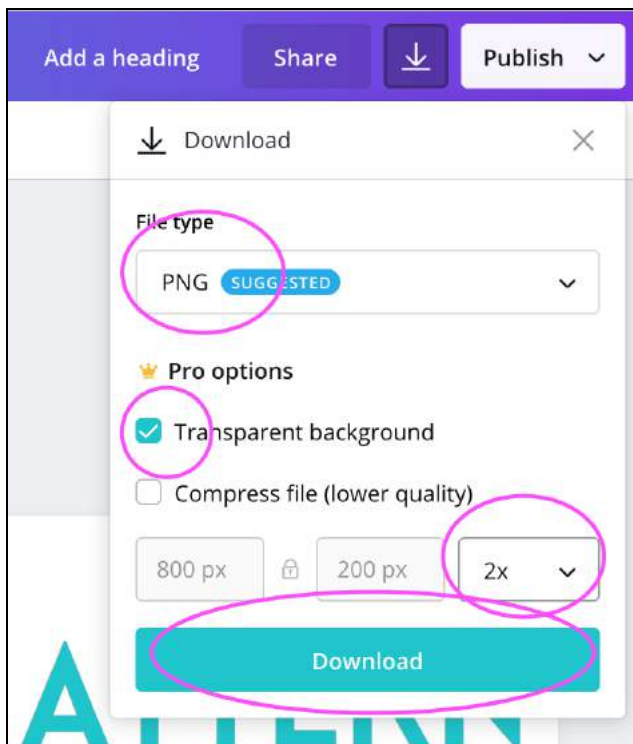 Add a heading Share Publish
Download
File type
PNG SUGGESTED
Pro options
Transparent background
Compress file (lower quality)
800 px 200 px 2x
Download
ATTERN